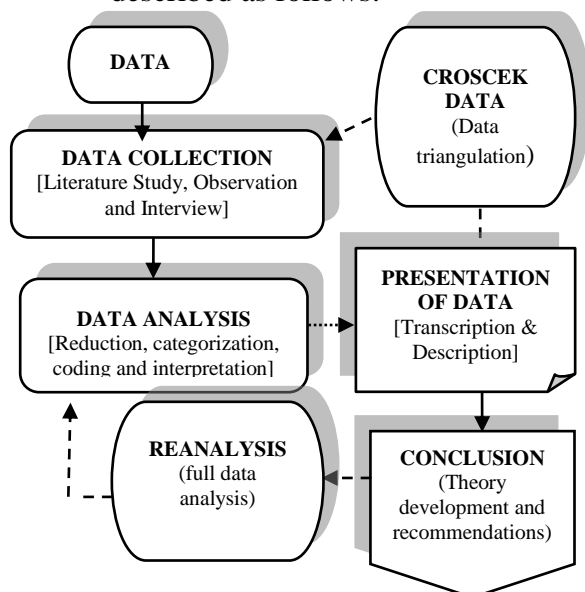 described as follows:
DATA
CROSCEK
DATA
(Data
triangulation)
DATA COLLECTION
[Literature Study, Observation
and Interview]
DATA ANALYSIS
[Reduction, categorization,
coding and interpretation]
PRESENTATION
OF DATA
[Transcription &
Description]
REANALYSIS
(full data
analysis)
CONCLUSION
(Theory
development and
recommendations)